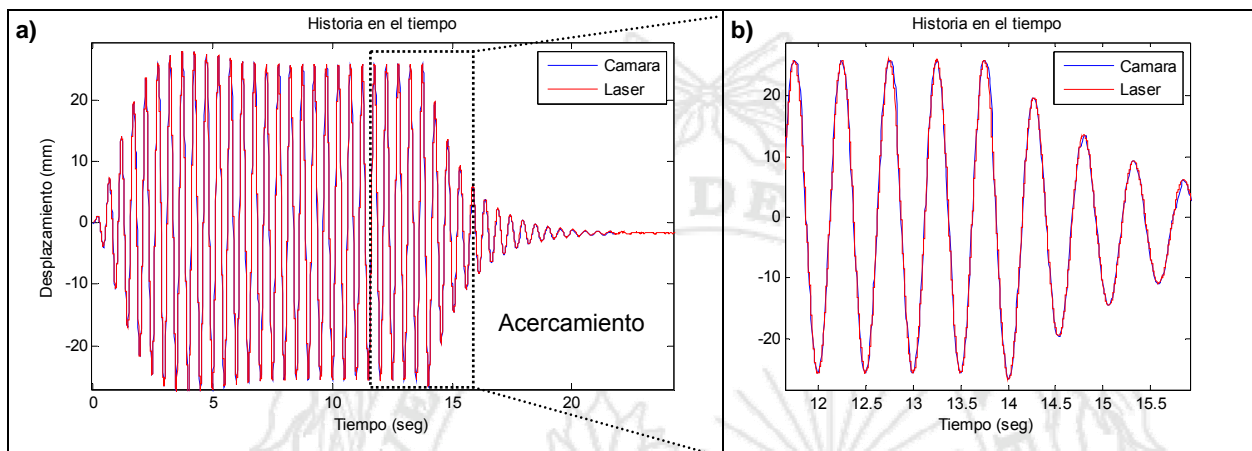 a)
Historia en el tiempo
Camara
Laser
Desplazamiento (mm)
20
10
0
-10
-20
Acercamiento
0
5
10
15
20
Tiempo (seg)
b)
Historia en el tiempo
Camara
Laser
20
10
0
-10
-20
12
12.5
13
13.5
14
14.5
15
15.5
Tiempo (seg)
DE